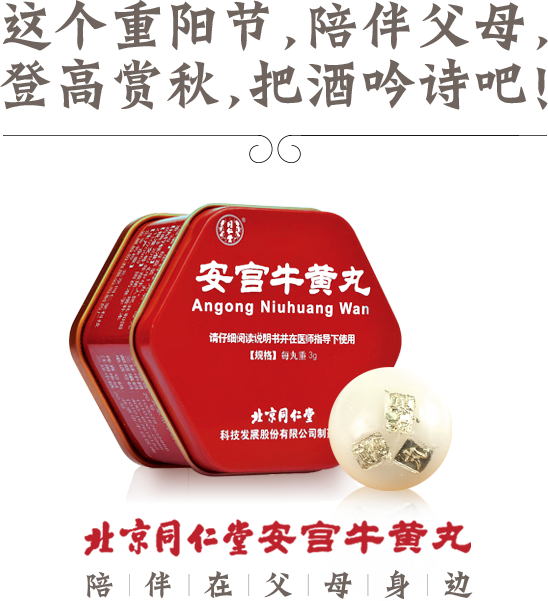 这个重阳节,陪伴父母,
登高赏秋,把酒吟诗吧!
同仁堂
®
安宫牛黄丸
Angong Niuhuang Wan
请仔细阅读说明书并在医师指导下使用
【规格】每丸重 3g
北京同仁堂
科技发展股份有限公司制
北京同仁堂安宫牛黄丸
陪伴在父母身边